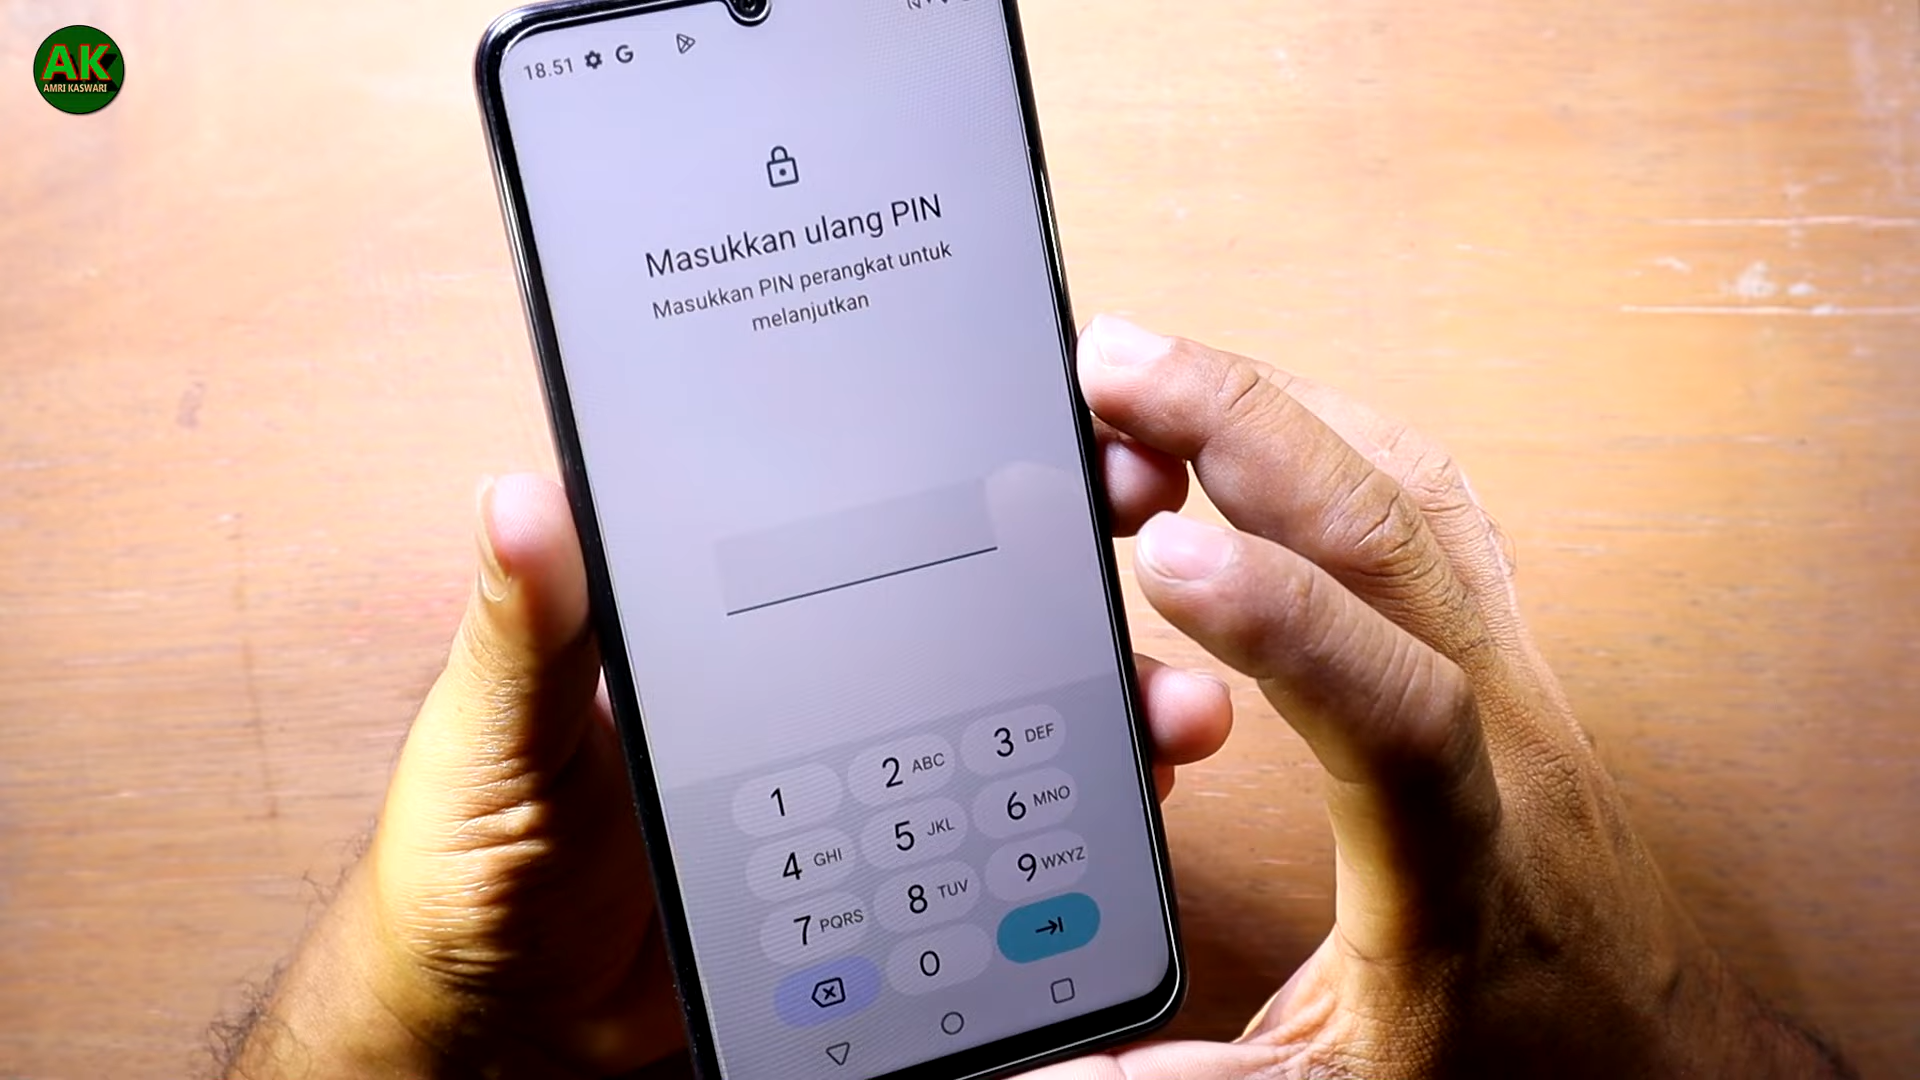 AK
AMRI KASWARI
18.51 G
Masukkan ulang PIN
Masukkan PIN perangkat untuk
melanjutkan
1 2 ABC 3 DEF
4 GHI 5 JKL 6 MNO
7 PQRS 8 TUV 9 WXYZ
0